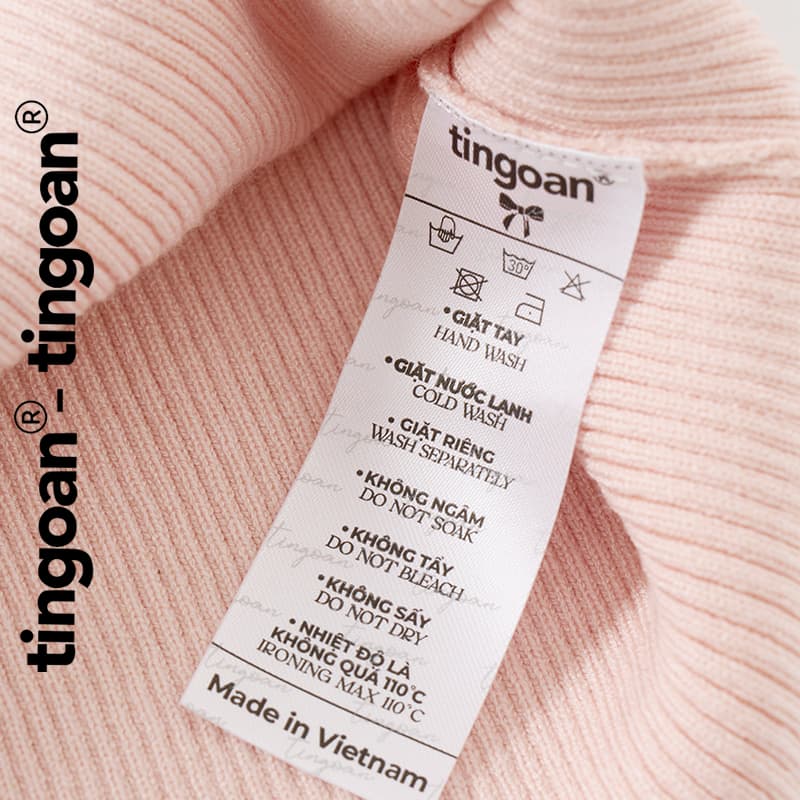 tingoan® - tingoan®
tingoan
30°
• GIẶT TAY
HAND WASH
• GIẶT NƯỚC LẠNH
COLD WASH
• GIẶT RIÊNG
WASH SEPARATELY
• KHÔNG NGÂM
DO NOT SOAK
• KHÔNG TẨY
DO NOT BLEACH
• KHÔNG SẤY
DO NOT DRY
• NHIỆT ĐỘ LÀ
KHÔNG QUÁ 110°C
IRONING MAX 110°C
Made in Vietnam